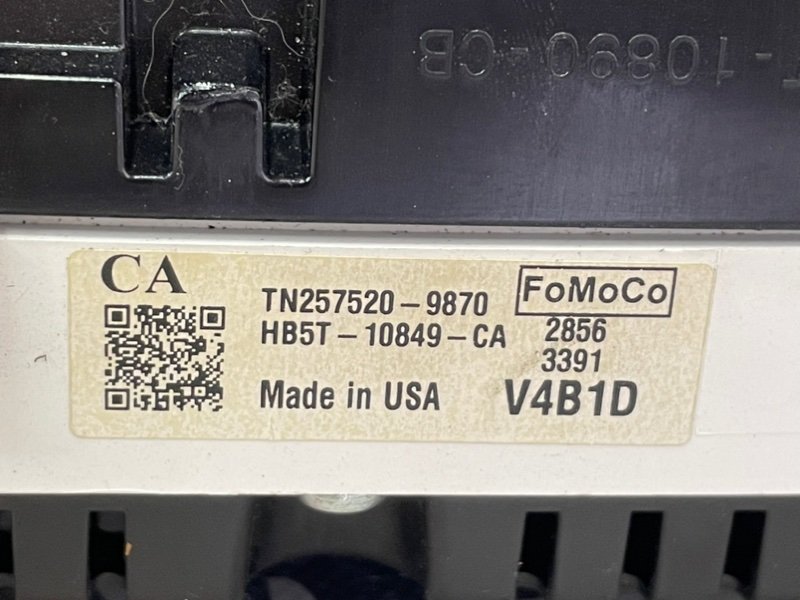 T-10890-CB
CA
TN257520-9870
HB5T-10849-CA
Made in USA
FoMoCo
2856
3391
V4B1D